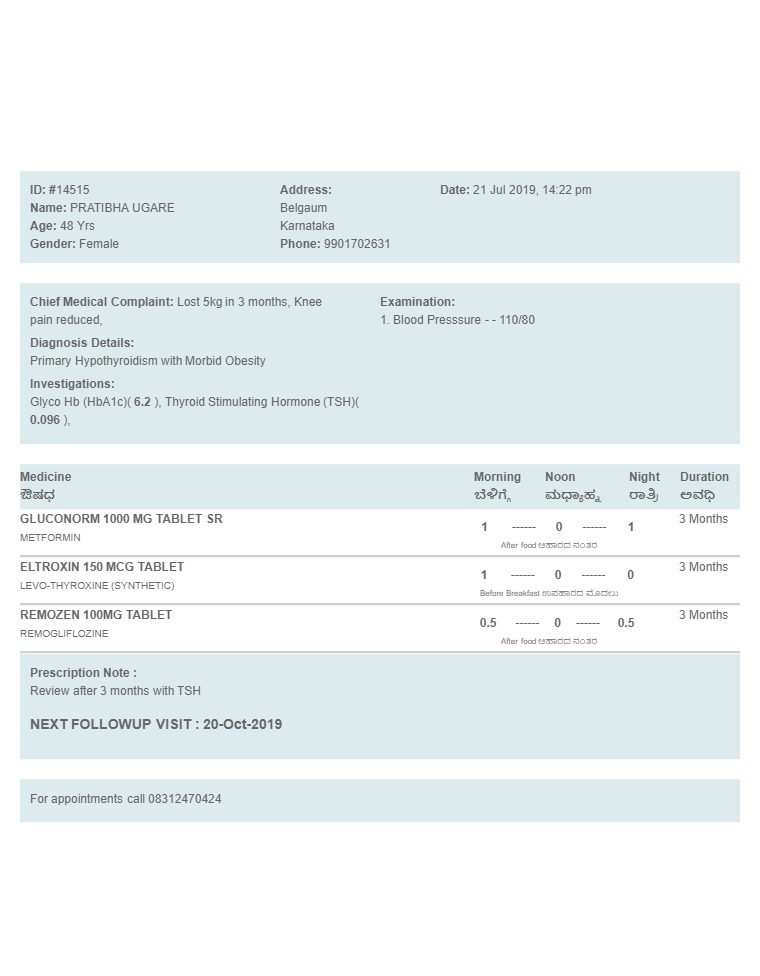 ID: #14515
Name: PRATIBHA UGARE
Age: 48 Yrs
Gender: Female
Address:
Belgaum
Karnataka
Phone: 9901702631
Date: 21 Jul 2019, 14:22 pm
Chief Medical Complaint: Lost 5kg in 3 months, Knee
pain reduced,
Diagnosis Details:
Primary Hypothyroidism with Morbid Obesity
Investigations:
Glyco Hb (HbA1c)( 6.2 ), Thyroid Stimulating Hormone (TSH)(
0.096 ),
Examination:
1. Blood Presssure - - 110/80
Medicine Morning Noon Night Duration
ಔಷಧ ಬೆಳಿಗ್ಗೆ ಮಧ್ಯಾಹ್ನ ರಾತ್ರಿ ಅವಧಿ
GLUCONORM 1000 MG TABLET SR 1 ------ 0 ------ 1 3 Months
METFORMIN After food ಆಹಾರದ ನಂತರ
ELTROXIN 150 MCG TABLET 1 ------ 0 ------ 0 3 Months
LEVO-THYROXINE (SYNTHETIC) Before Breakfast ಉಪಹಾರದ ಮೊದಲು
REMOZEN 100MG TABLET 0.5 ------ 0 ------ 0.5 3 Months
REMOGLIFLOZINE After food ಆಹಾರದ ನಂತರ
Prescription Note :
Review after 3 months with TSH
NEXT FOLLOWUP VISIT : 20-Oct-2019
For appointments call 08312470424